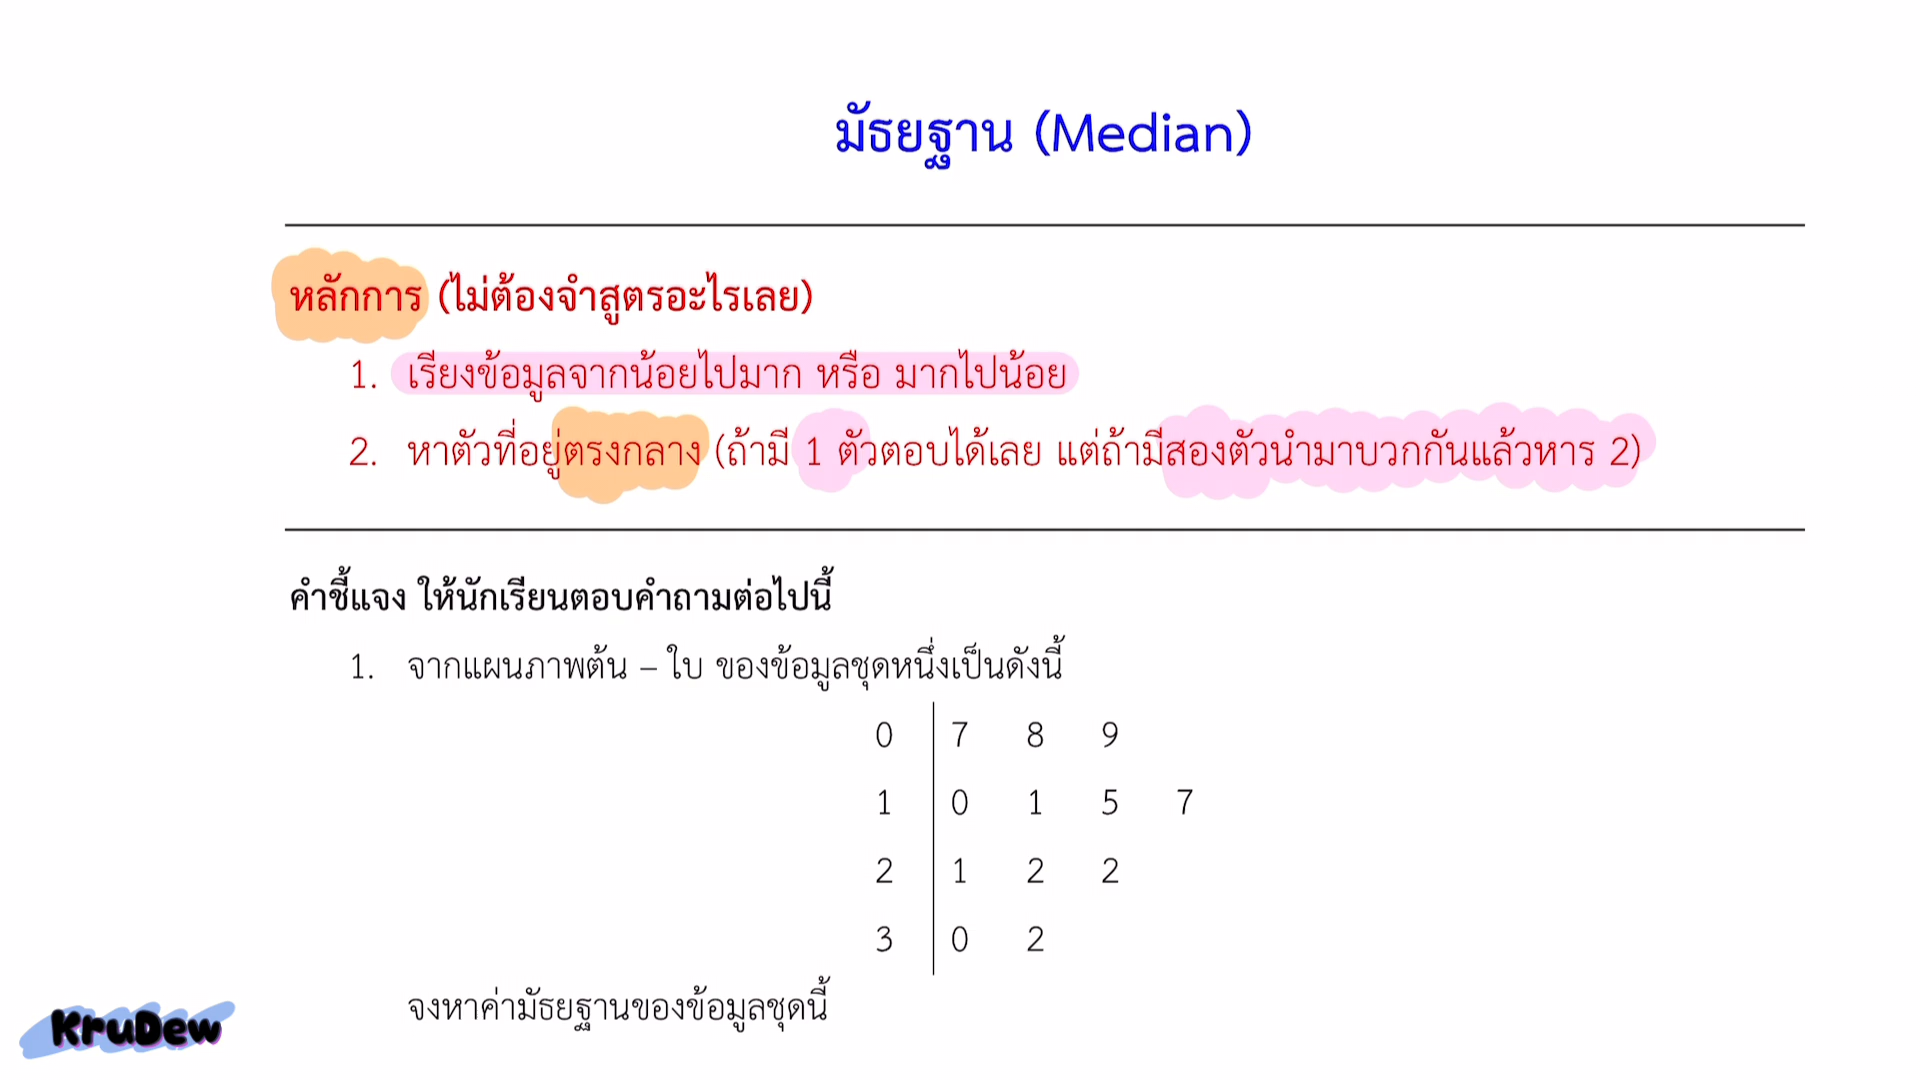 มัธยฐาน (Median)
หลักการ (ไม่ต้องจำสูตรอะไรเลย)
1. เรียงข้อมูลจากน้อยไปมาก หรือ มากไปน้อย
2. หาตัวที่อยู่ตรงกลาง (ถ้ามี 1 ตัวตอบได้เลย แต่ถ้ามีสองตัวนำมาบวกกันแล้วหาร 2)
คำชี้แจง ให้นักเรียนตอบคำถามต่อไปนี้
1. จากแผนภาพต้น – ใบ ของข้อมูลชุดหนึ่งเป็นดังนี้
0 7 8 9
1 0 1 5 7
2 1 2 2
3 0 2
จงหาค่ามัธยฐานของข้อมูลชุดนี้
KruDew